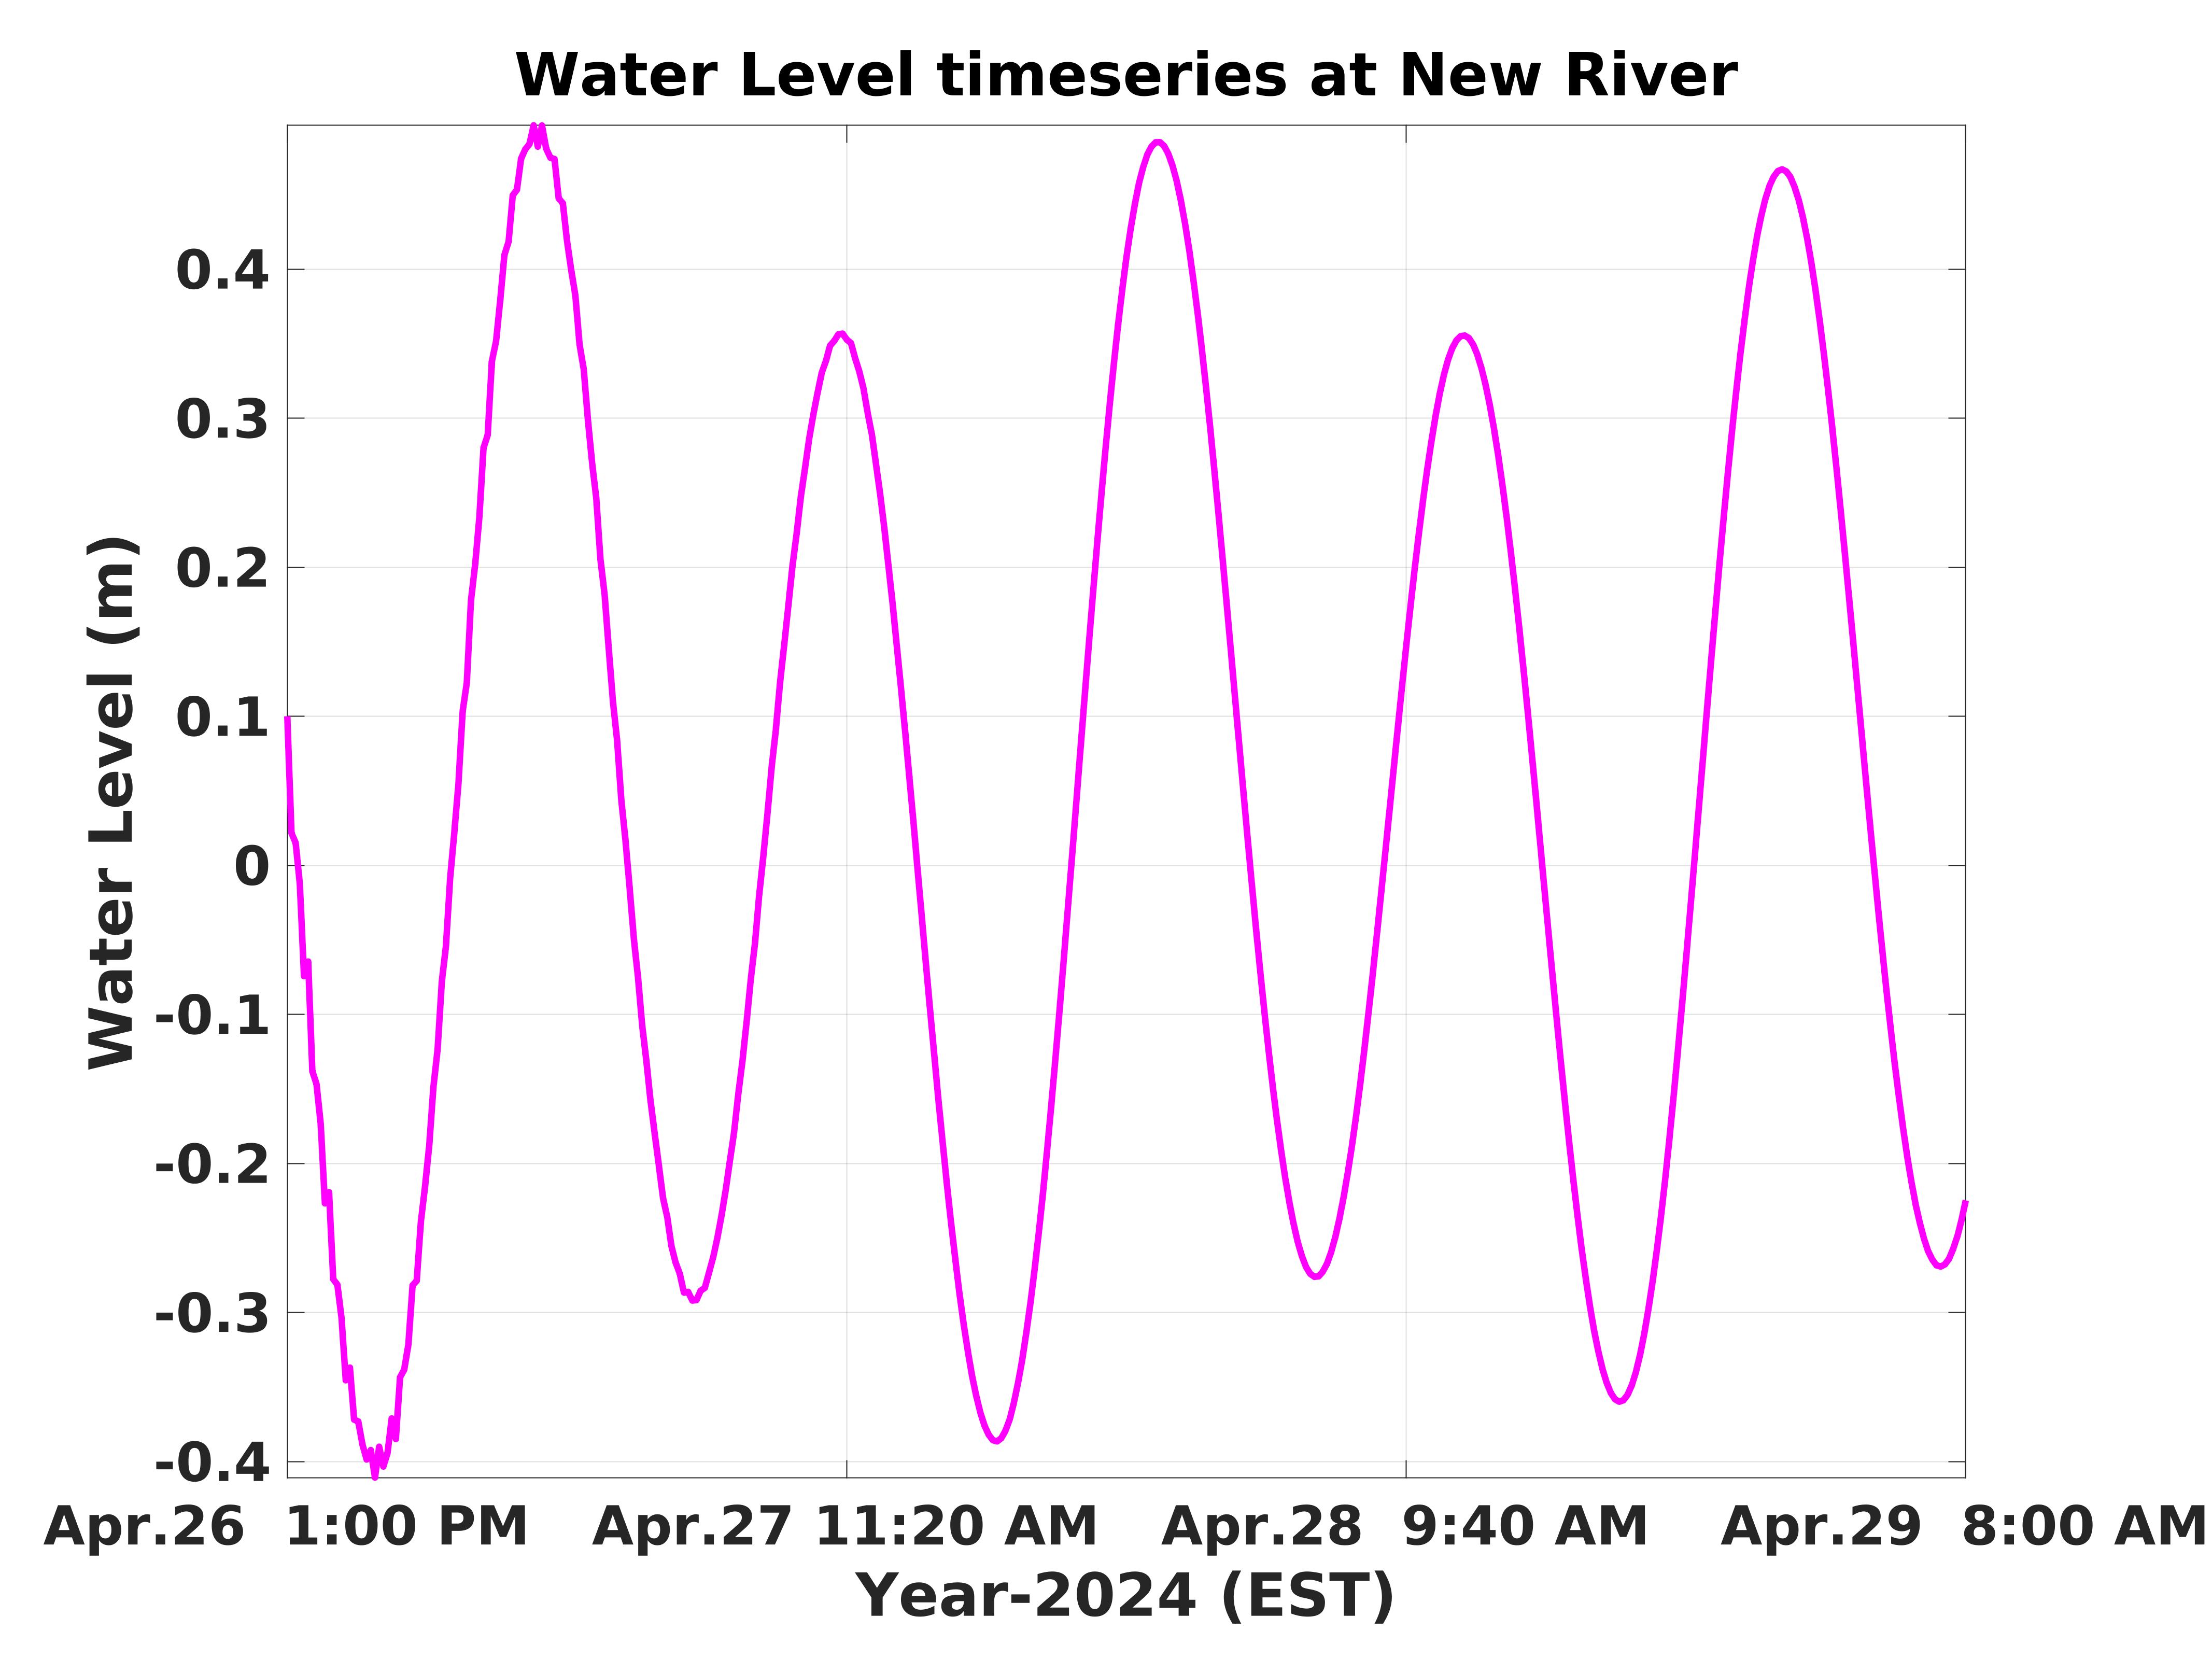 Water Level timeseries at New River
Water Level (m)
0.4
0.3
0.2
0.1
0
-0.1
-0.2
-0.3
-0.4
Apr.26 1:00 PM Apr.27 11:20 AM Apr.28 9:40 AM Apr.29 8:00 AM
Year-2024 (EST)